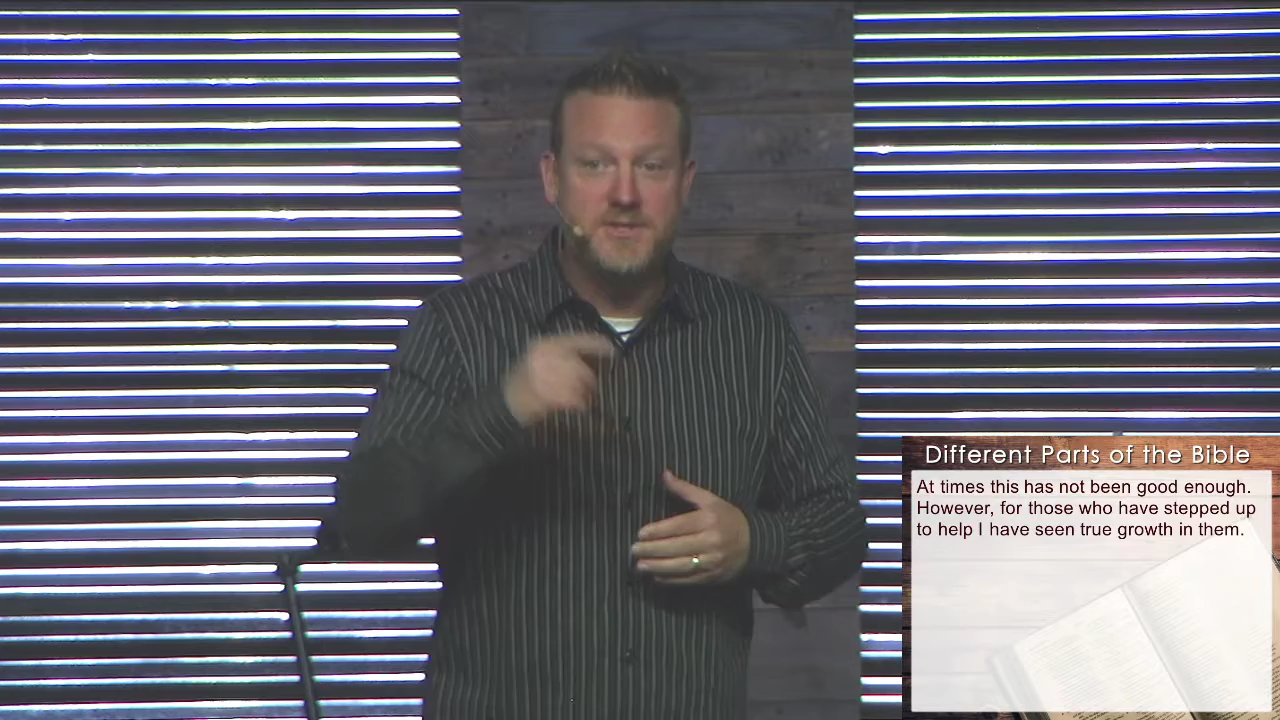 Different Parts of the Bible
At times this has not been good enough.
However, for those who have stepped up
to help I have seen true growth in them.